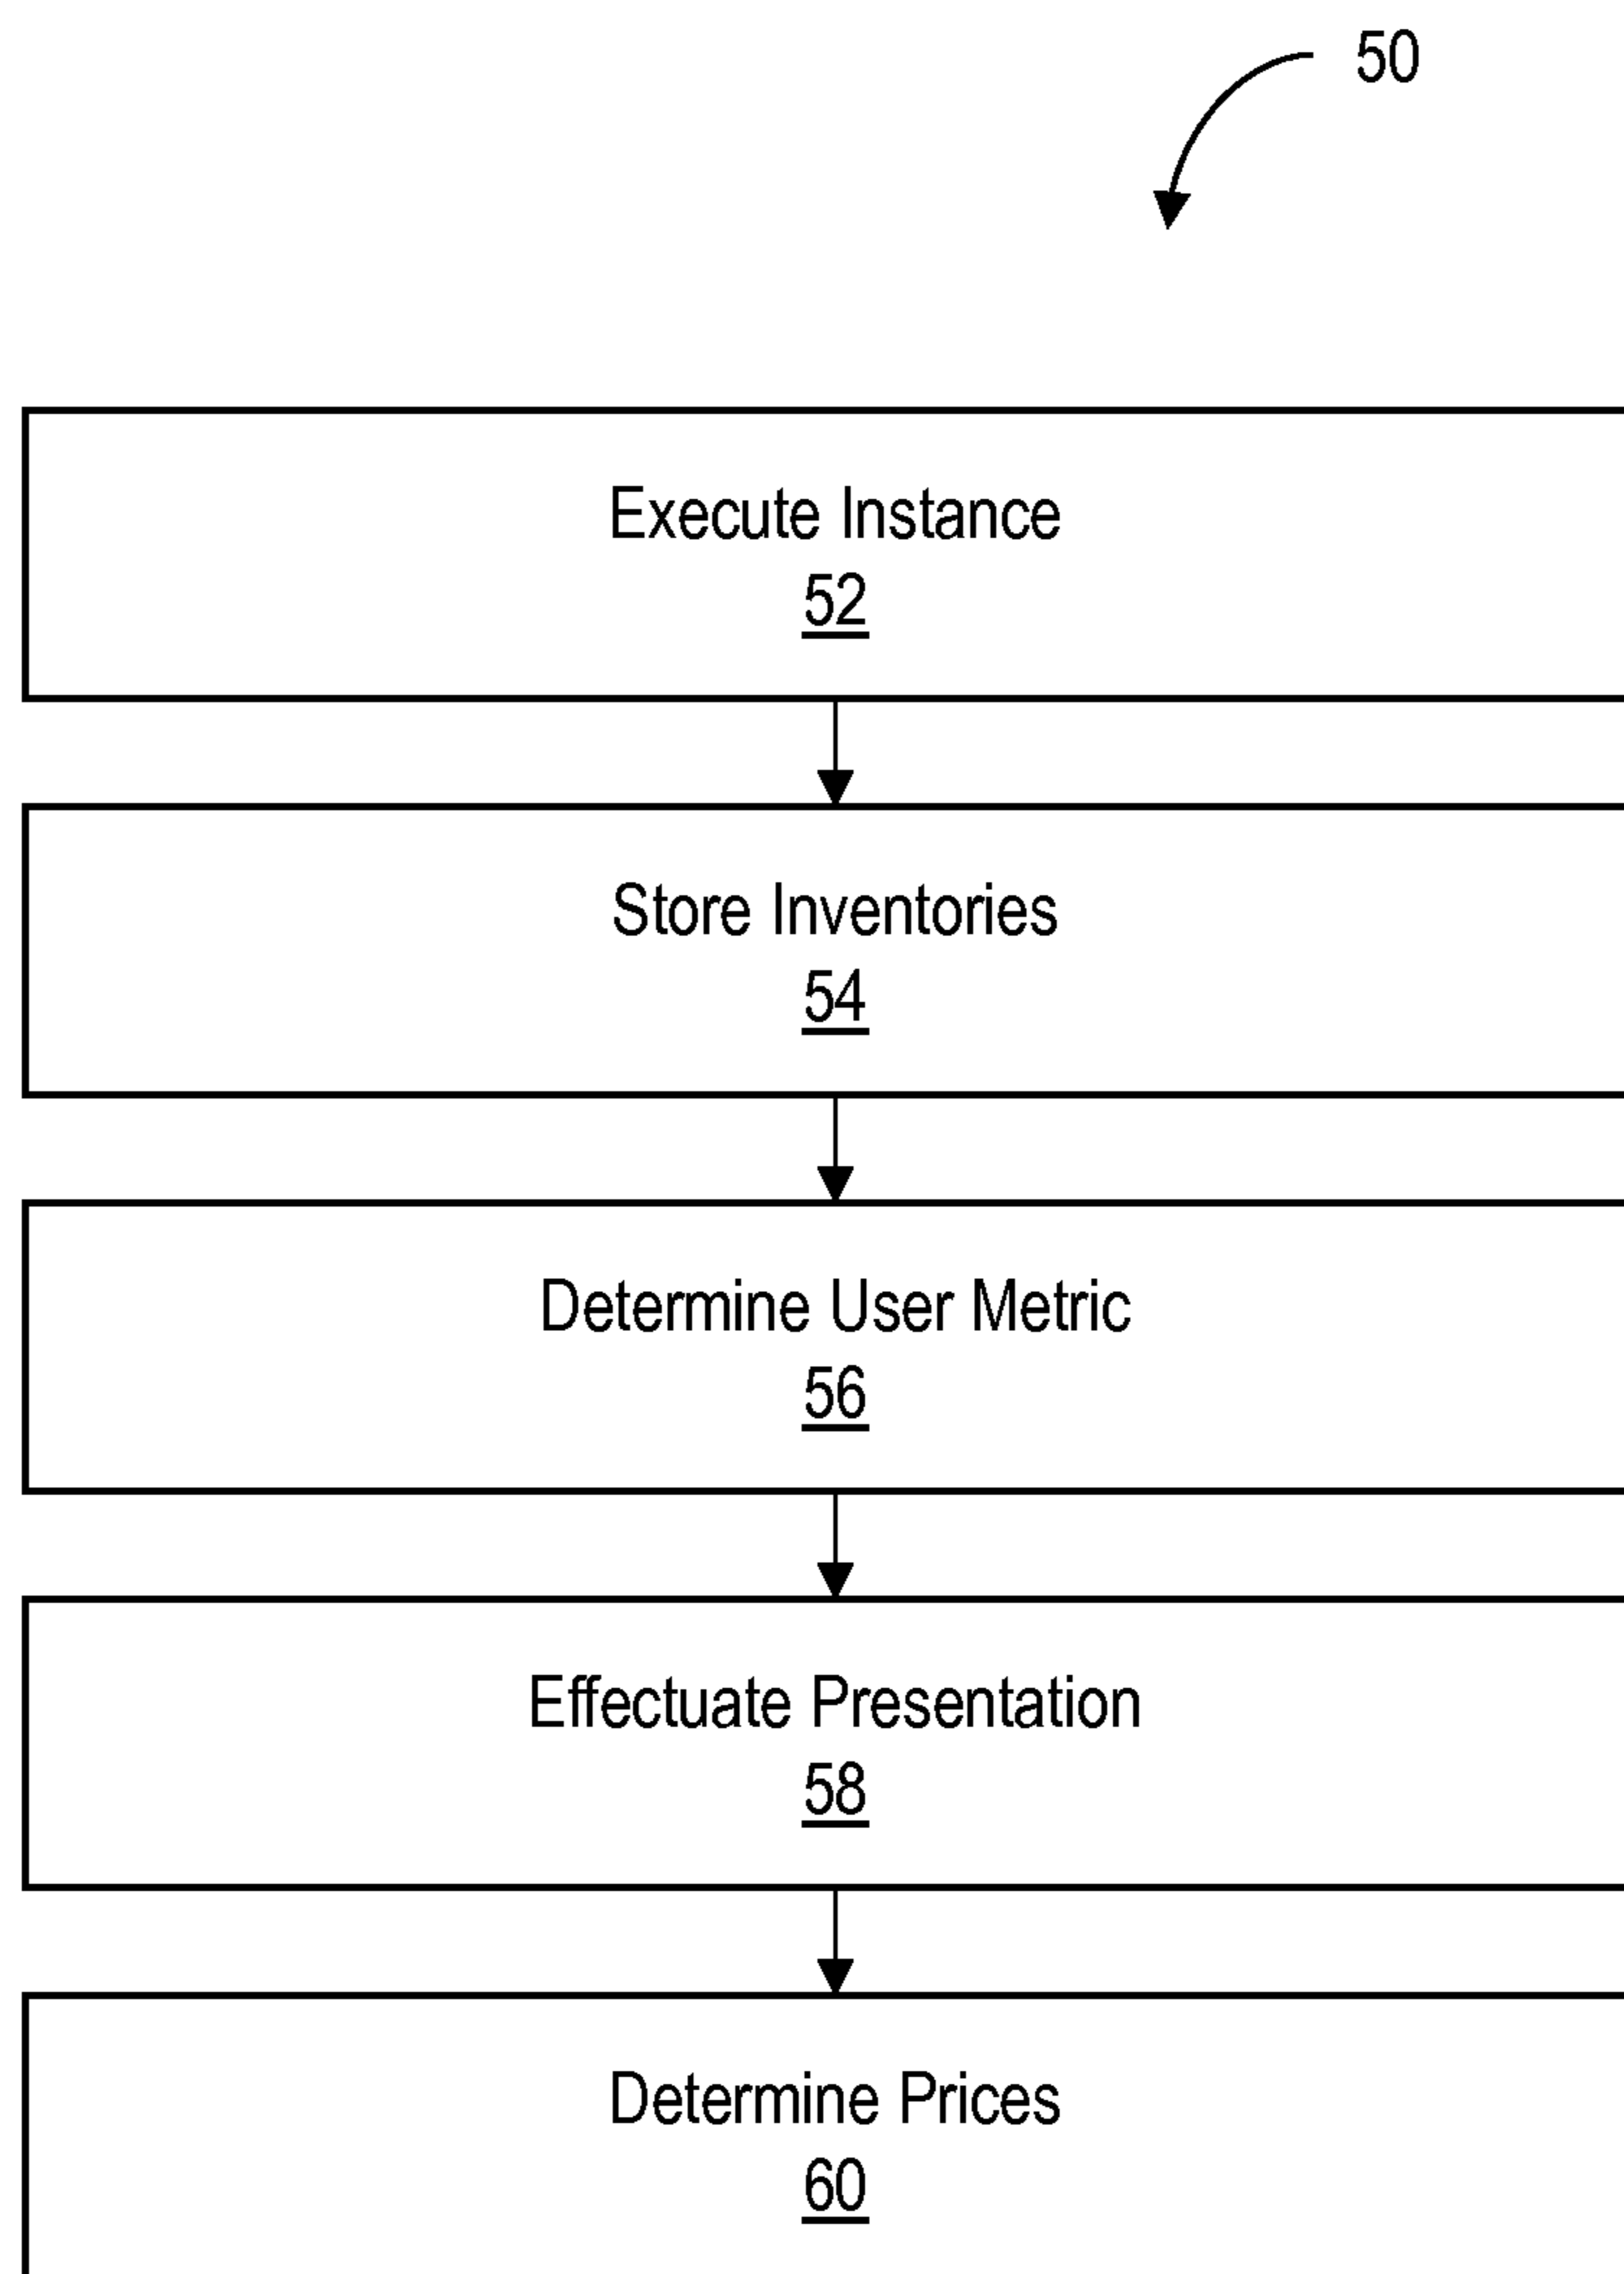 50
Execute Instance
52
Store Inventories
54
Determine User Metric
56
Effectuate Presentation
58
Determine Prices
60